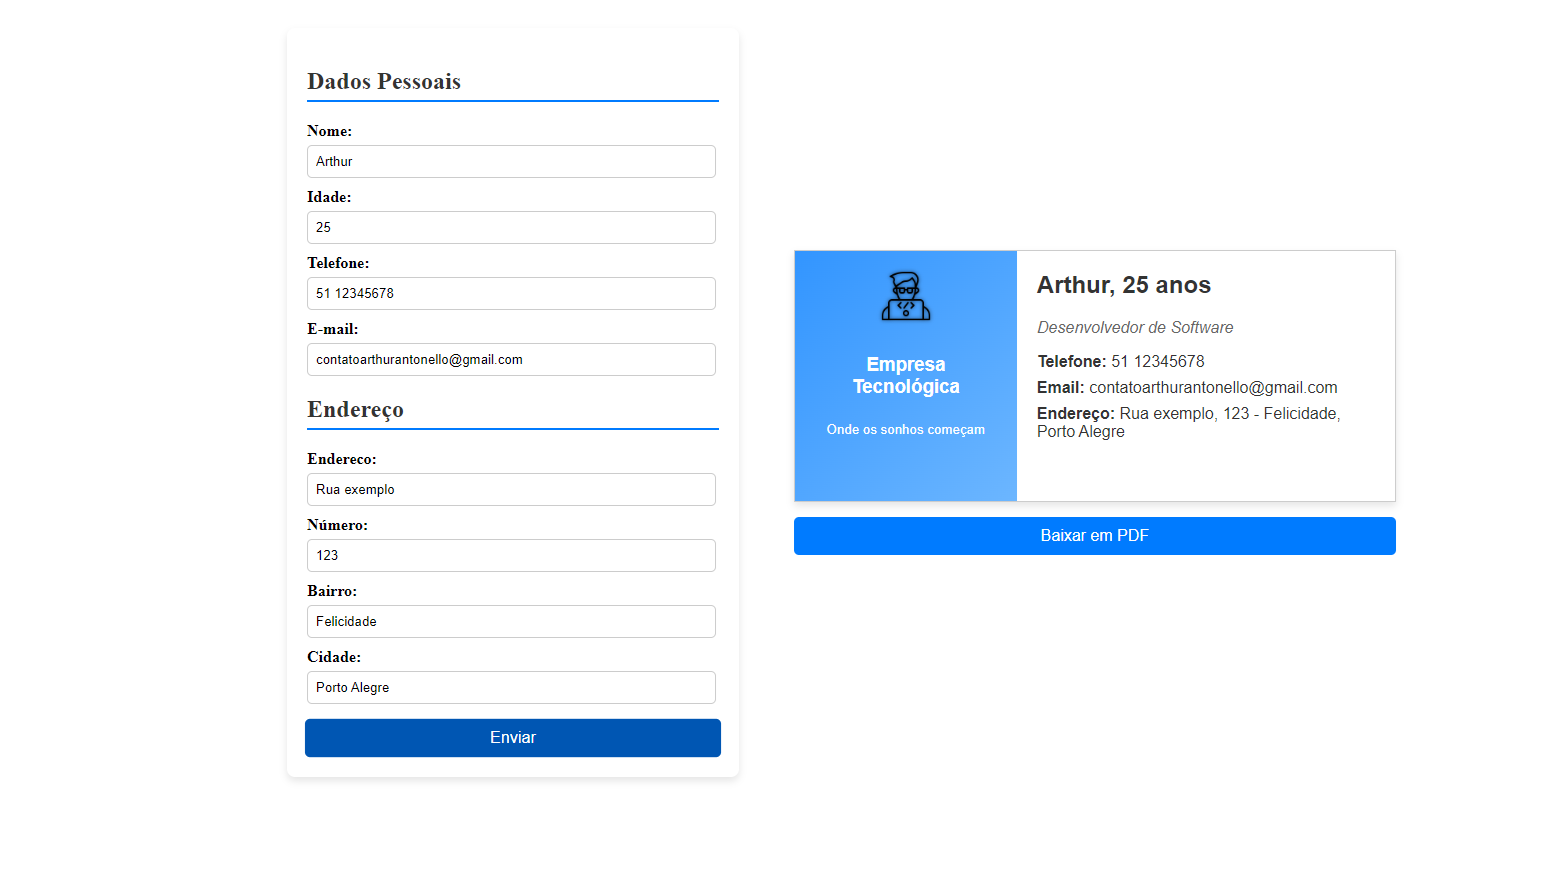 Dados Pessoais
Nome:
Arthur
Idade:
25
Telefone:
51 12345678
E-mail:
contatoarthurantonello@gmail.com
Endereço
Endereco:
Rua exemplo
Número:
123
Bairro:
Felicidade
Cidade:
Porto Alegre
Enviar
</>
Empresa
Tecnológica
Onde os sonhos começam
Arthur, 25 anos
Desenvolvedor de Software
Telefone: 51 12345678
Email: contatoarthurantonello@gmail.com
Endereço: Rua exemplo, 123 - Felicidade,
Porto Alegre
Baixar em PDF